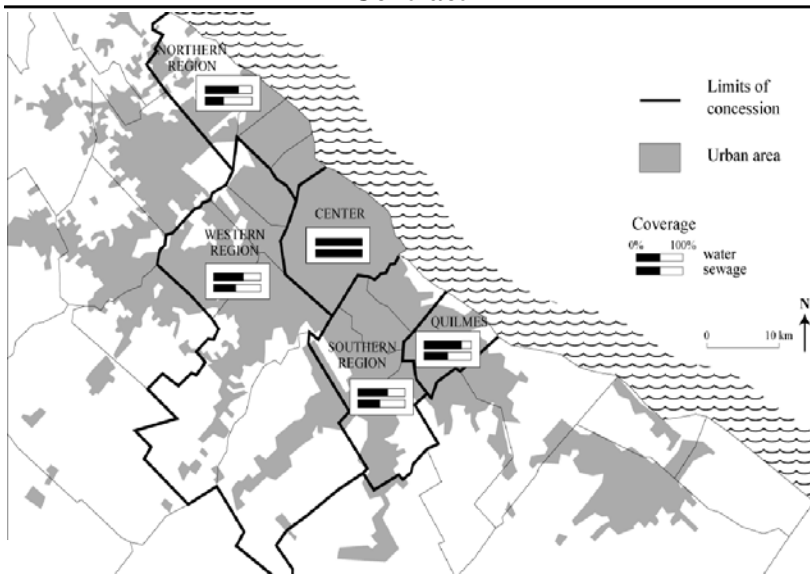 NORTHERN
REGION
Limits of
concession
Urban area
CENTER
WESTERN
REGION
Coverage
0% 100%
water
sewage
N
QUILMES
0 10 km
SOUTHERN
REGION